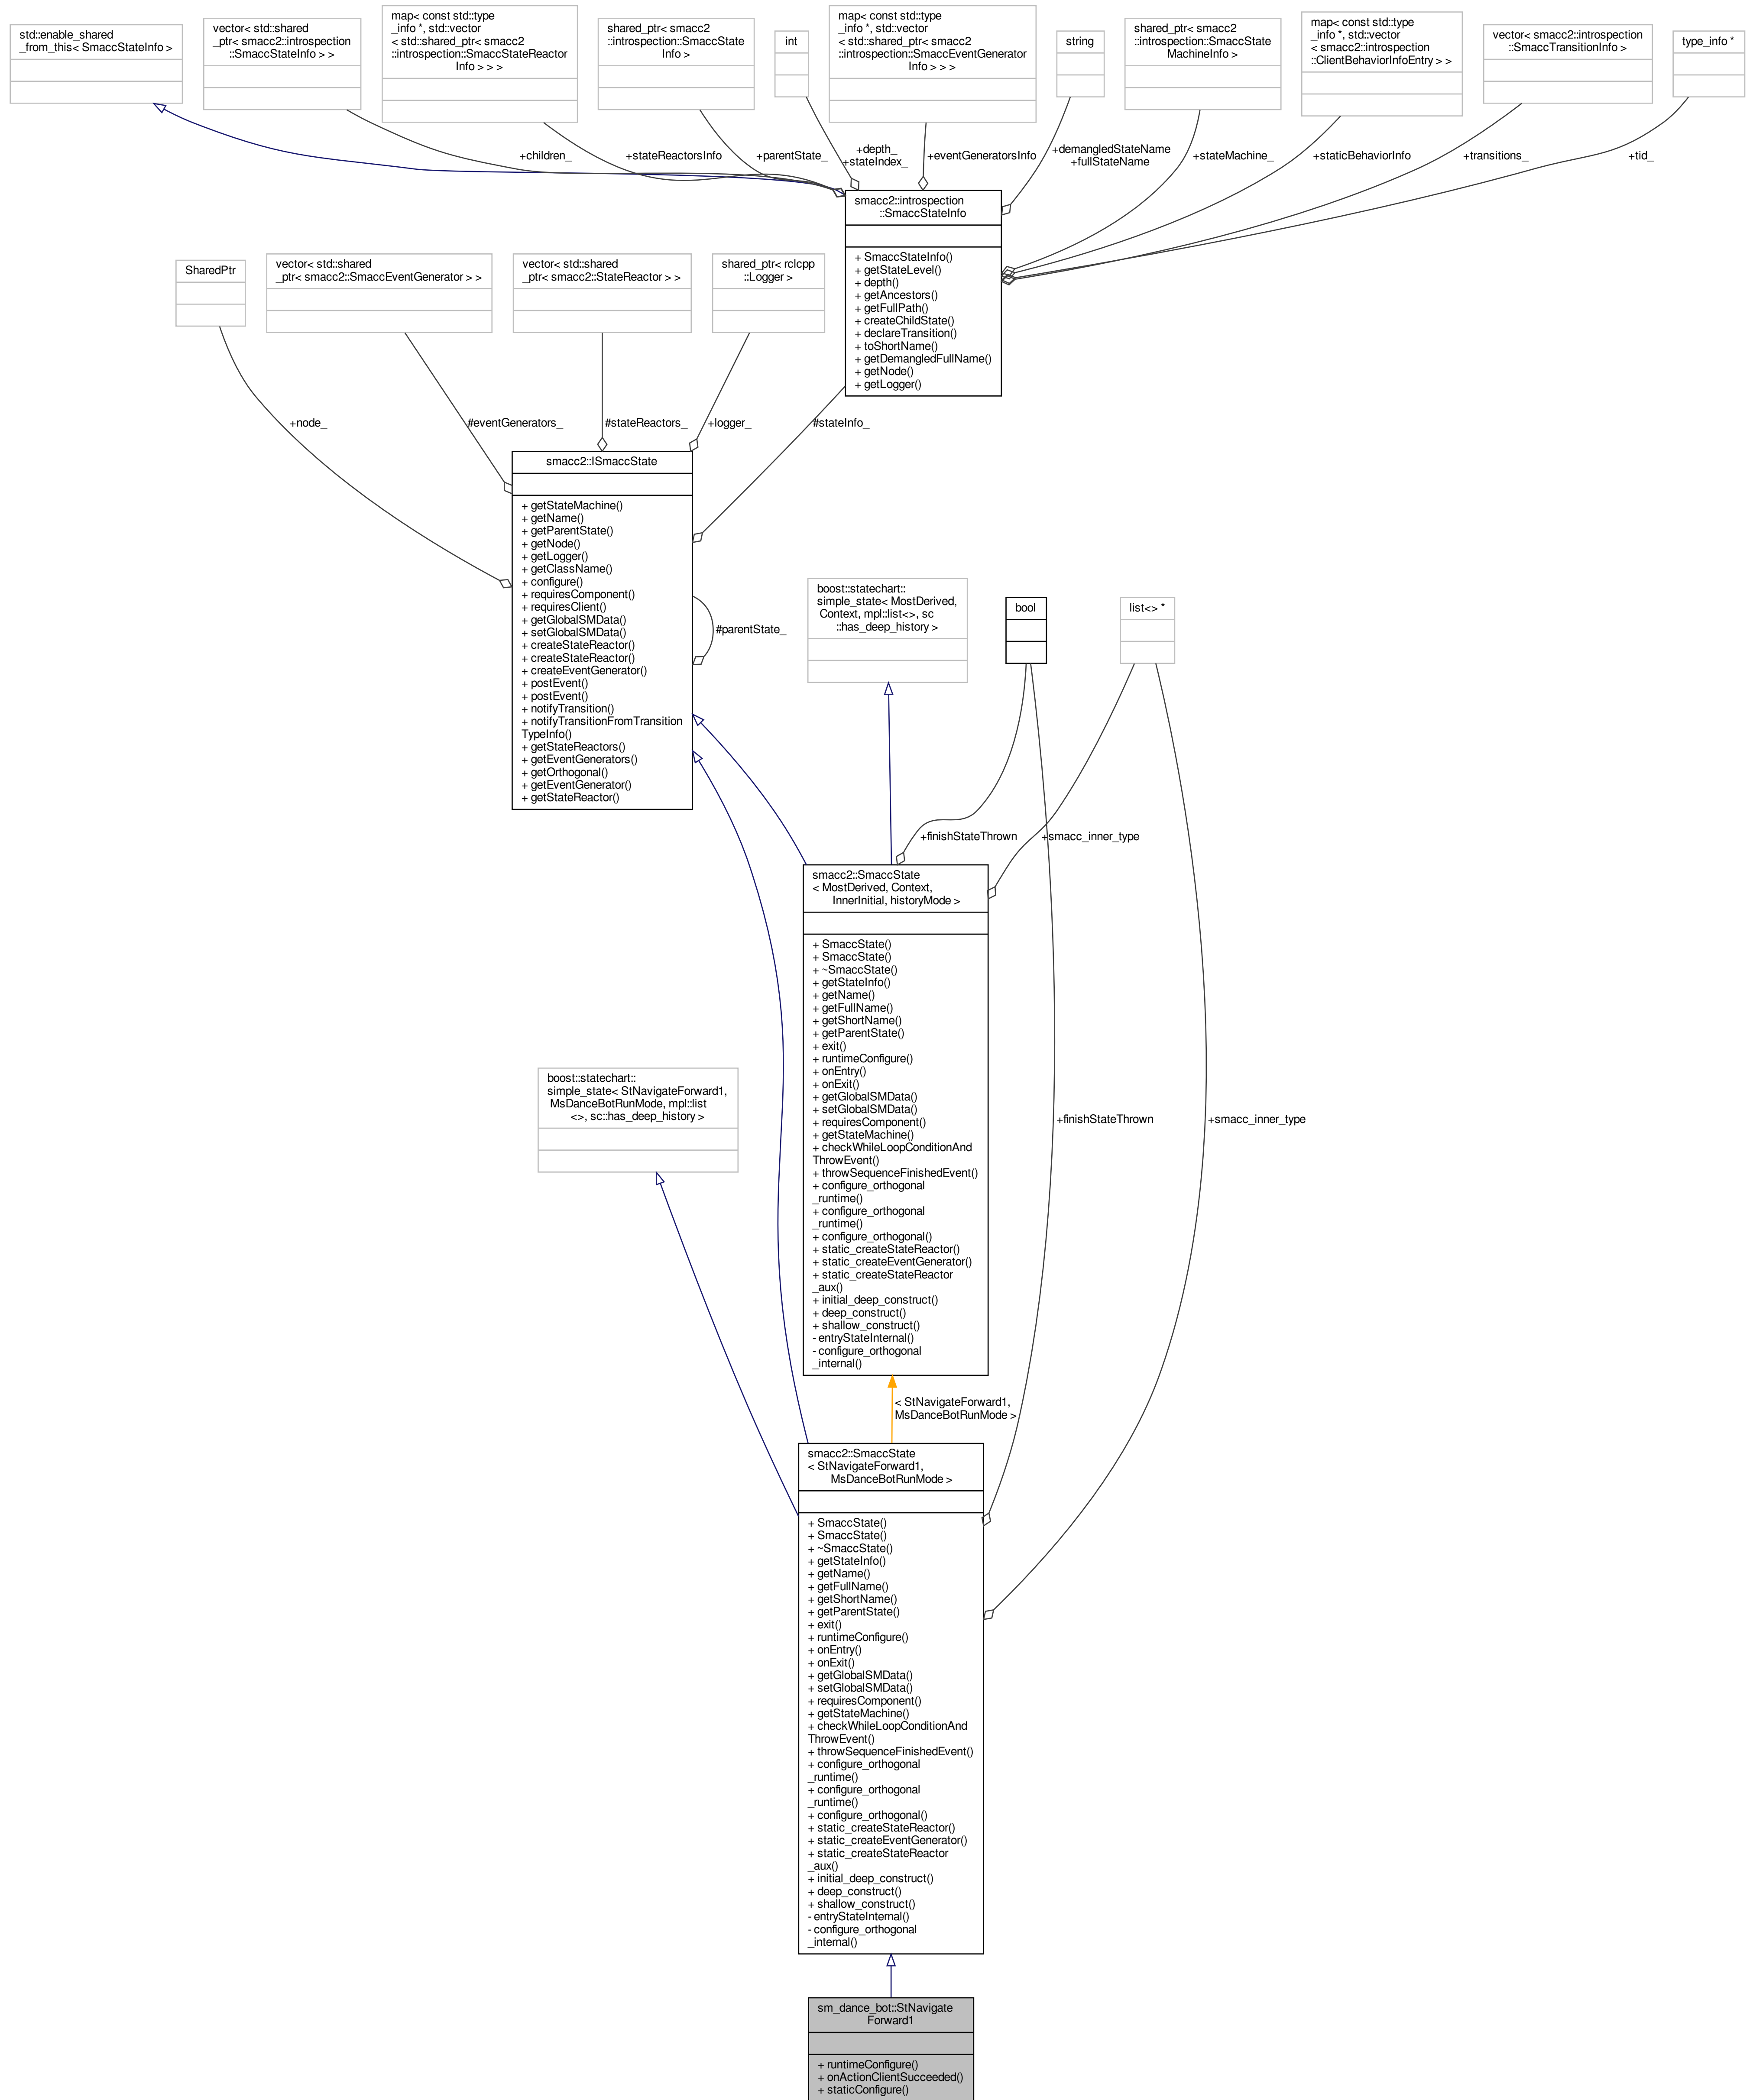 std::enable_shared
_from_this< SmaccStateInfo >
vector< std::shared
_ptr< smacc2::introspection
::SmaccStateInfo > >
map< const std::type
_info *, std::vector
< std::shared_ptr< smacc2
::introspection::SmaccStateReactor
Info > > >
shared_ptr< smacc2
::introspection::SmaccState
Info >
int
map< const std::type
_info *, std::vector
< std::shared_ptr< smacc2
::introspection::SmaccEventGenerator
Info > > >
string
shared_ptr< smacc2
::introspection::SmaccState
MachineInfo >
map< const std::type
_info *, std::vector
< smacc2::introspection
::ClientBehaviorInfoEntry > >
vector< smacc2::introspection
::SmaccTransitionInfo >
type_info *
+children_
+stateReactorsInfo
+parentState_
+depth_
+stateIndex_
+eventGeneratorsInfo
+demangledStateName
+fullStateName
+stateMachine_
+staticBehaviorInfo
+transitions_
+tid_
smacc2::introspection
::SmaccStateInfo
+ SmaccStateInfo()
+ getStateLevel()
+ depth()
+ getAncestors()
+ getFullPath()
+ createChildState()
+ declareTransition()
+ toShortName()
+ getDemangledFullName()
+ getNode()
+ getLogger()
SharedPtr
vector< std::shared
_ptr< smacc2::SmaccEventGenerator > >
vector< std::shared
_ptr< smacc2::StateReactor > >
shared_ptr< rclcpp
::Logger >
+node_
#eventGenerators_
#stateReactors_
+logger_
#stateInfo_
smacc2::ISmaccState
+ getStateMachine()
+ getName()
+ getParentState()
+ getNode()
+ getLogger()
+ getClassName()
+ configure()
+ requiresComponent()
+ requiresClient()
+ getGlobalSMData()
+ setGlobalSMData()
+ createStateReactor()
+ createStateReactor()
+ createEventGenerator()
+ postEvent()
+ postEvent()
+ notifyTransition()
+ notifyTransitionFromTransition
TypeInfo()
+ getStateReactors()
+ getEventGenerators()
+ getOrthogonal()
+ getEventGenerator()
+ getStateReactor()
#parentState_
boost::statechart::
simple_state< MostDerived,
Context, mpl::list<>, sc
::has_deep_history >
bool
list<> *
+finishStateThrown
+smacc_inner_type
smacc2::SmaccState
< MostDerived, Context,
InnerInitial, historyMode >
+ SmaccState()
+ SmaccState()
+ ~SmaccState()
+ getStateInfo()
+ getName()
+ getFullName()
+ getShortName()
+ getParentState()
+ exit()
+ runtimeConfigure()
+ onEntry()
+ onExit()
+ getGlobalSMData()
+ setGlobalSMData()
+ requiresComponent()
+ getStateMachine()
+ checkWhileLoopConditionAnd
ThrowEvent()
+ throwSequenceFinishedEvent()
+ configure_orthogonal
_runtime()
+ configure_orthogonal
_runtime()
+ configure_orthogonal()
+ static_createStateReactor()
+ static_createEventGenerator()
+ static_createStateReactor
_aux()
+ initial_deep_construct()
+ deep_construct()
+ shallow_construct()
- entryStateInternal()
- configure_orthogonal
_internal()
boost::statechart::
simple_state< StNavigateForward1,
MsDanceBotRunMode, mpl::list
<>, sc::has_deep_history >
+finishStateThrown
+smacc_inner_type
< StNavigateForward1,
MsDanceBotRunMode >
smacc2::SmaccState
< StNavigateForward1,
MsDanceBotRunMode >
+ SmaccState()
+ SmaccState()
+ ~SmaccState()
+ getStateInfo()
+ getName()
+ getFullName()
+ getShortName()
+ getParentState()
+ exit()
+ runtimeConfigure()
+ onEntry()
+ onExit()
+ getGlobalSMData()
+ setGlobalSMData()
+ requiresComponent()
+ getStateMachine()
+ checkWhileLoopConditionAnd
ThrowEvent()
+ throwSequenceFinishedEvent()
+ configure_orthogonal
_runtime()
+ configure_orthogonal
_runtime()
+ configure_orthogonal()
+ static_createStateReactor()
+ static_createEventGenerator()
+ static_createStateReactor
_aux()
+ initial_deep_construct()
+ deep_construct()
+ shallow_construct()
- entryStateInternal()
- configure_orthogonal
_internal()
sm_dance_bot::StNavigate
Forward1
+ runtimeConfigure()
+ onActionClientSucceeded()
+ staticConfigure()